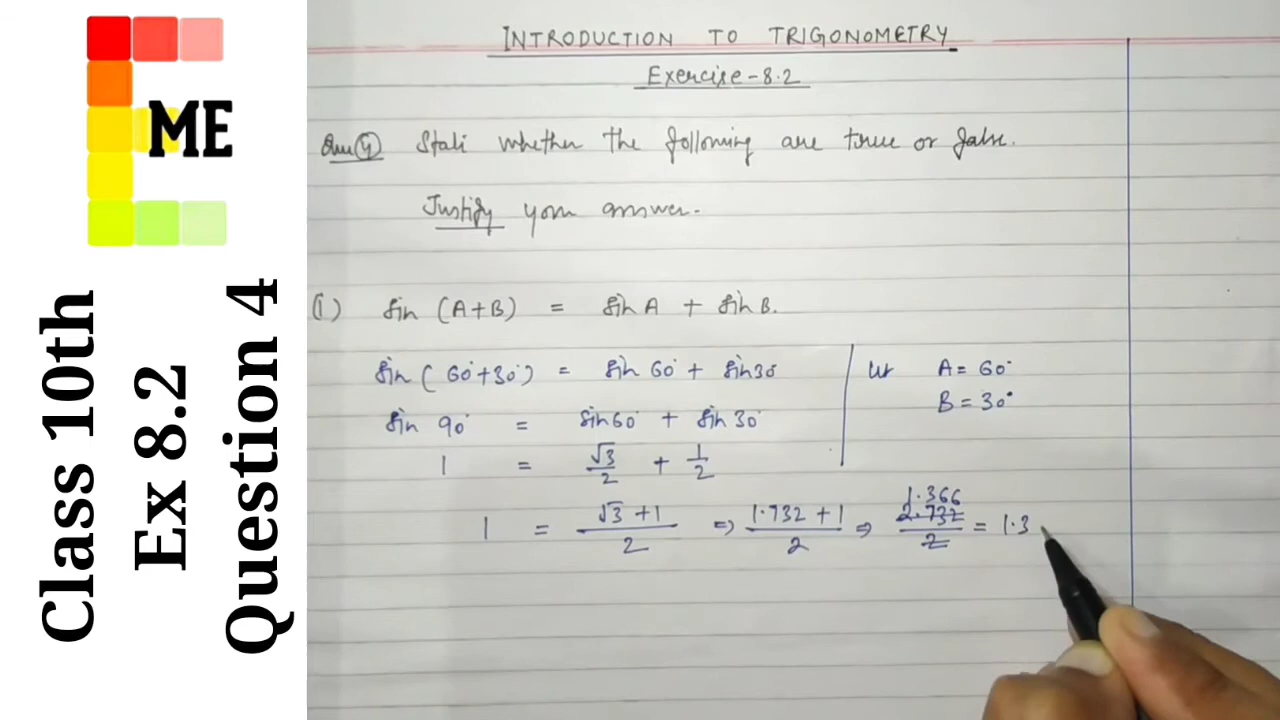 ME
Class 10th
Ex 8.2
Question 4
INTRODUCTION TO TRIGONOMETRY
Exercise-8.2
Que(4) State whether the following are true or false.
Justify your answer.
(i) sin (A+B) = sin A + sin B.
sin (60°+30°) = sin 60° + sin 30° let A = 60°
sin 90° = sin 60° + sin 30° B = 30°
1 = √3/2 + 1/2
1 = √3 + 1 / 2 ⇒ 1.732 + 1 / 2 ⇒ 1.366 2.732 / 2 = 1.3